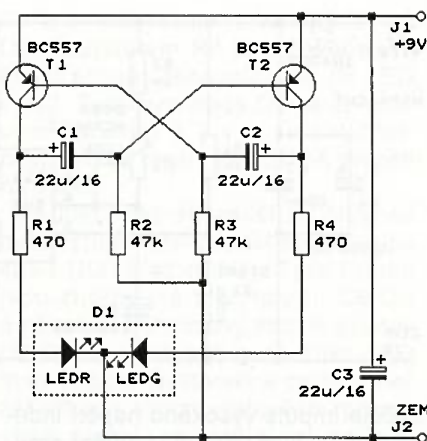 BC557
T1
BC557
T2
J1
+9V
+
C1
22u/16
C2
+
22u/16
R1
470
R2
47k
R3
47k
R4
470
D1
LEDR
LEDG
+
C3
22u/16
ZEM
J2